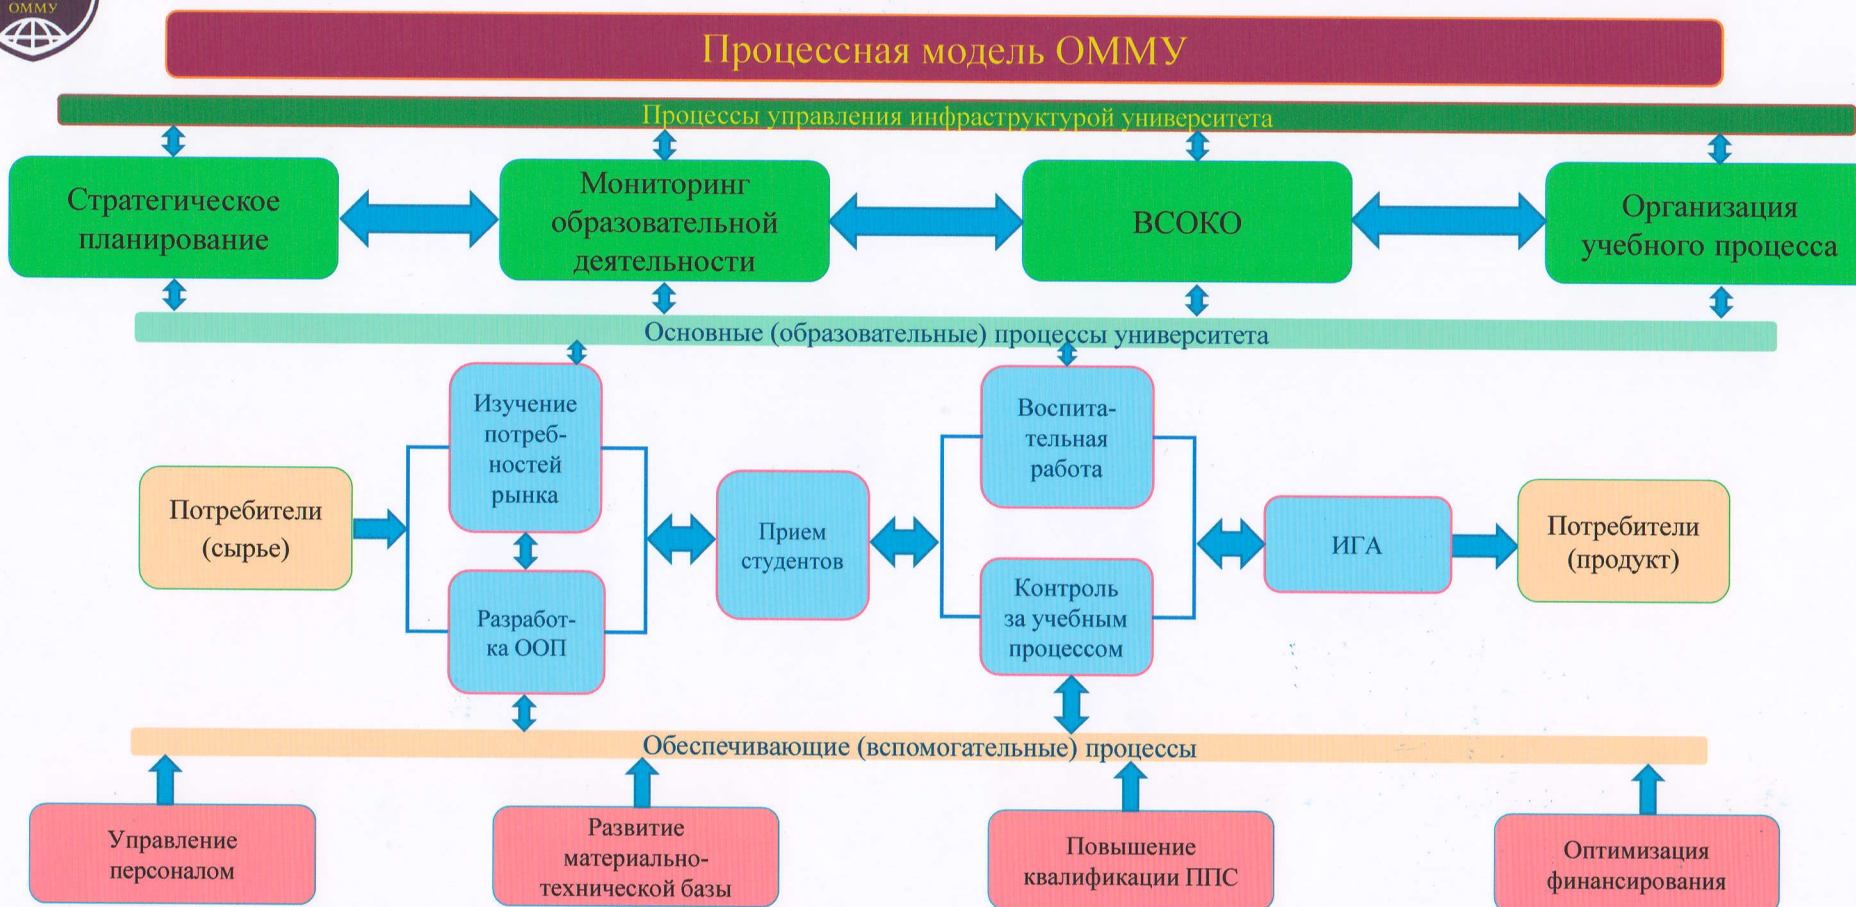 ОММУ
Процессная модель ОММУ
Процессы управления инфраструктурой университета
Стратегическое
планирование
Мониторинг
образовательной
деятельности
ВСОКО
Организация
учебного процесса
Основные (образовательные) процессы университета
Потребители
(сырье)
Изучение
потреб-
ностей
рынка
Разработ-
ка ООП
Прием
студентов
Воспита-
тельная
работа
Контроль
за учебным
процессом
ИГА
Потребители
(продукт)
Обеспечивающие (вспомогательные) процессы
Управление
персоналом
Развитие
материально-
технической базы
Повышение
квалификации ППС
Оптимизация
финансирования